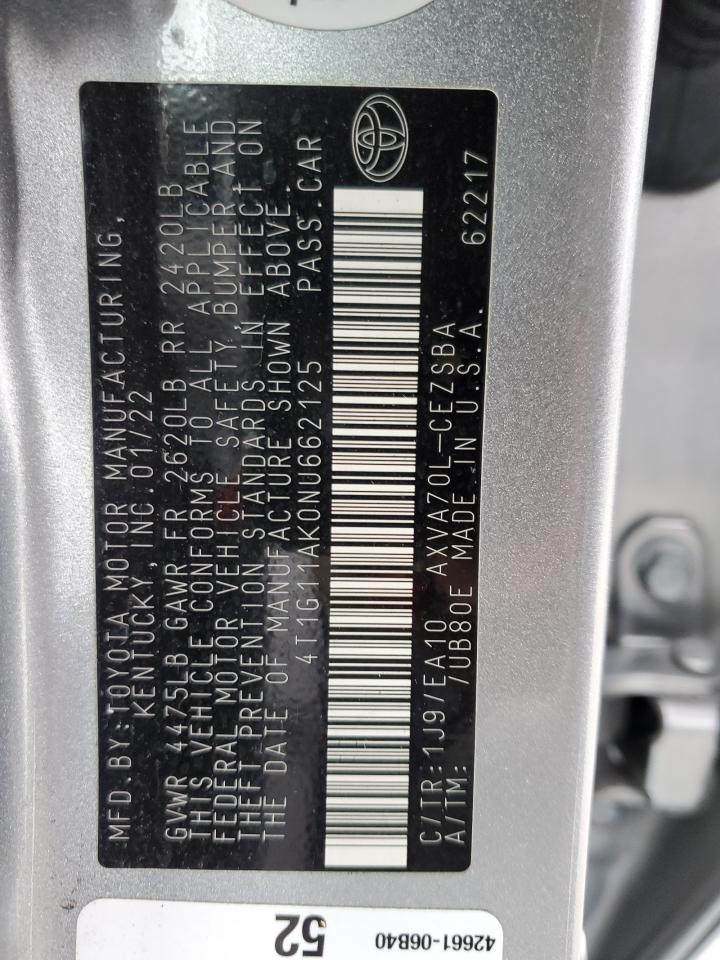 MFD.BY:TOYOTA MOTOR MANUFACTURING,
KENTUCKY, INC.01/22
GVWR 4475LB GAWR FR 2620LB RR 2420LB
THIS VEHICLE CONFORMS TO ALL APPLICABLE
FEDERAL MOTOR VEHICLE SAFETY, BUMPER AND
THEFT PREVENTION STANDARDS IN EFFECT ON
THE DATE OF MANUFACTURE SHOWN ABOVE.
4T1G11AK0NU662125 PASS.CAR
C/TR:1J9/EA10 AXVA70L-CEZSBA 62217
A/TM: /UB80E MADE IN U.S.A.
52
42661-06B40